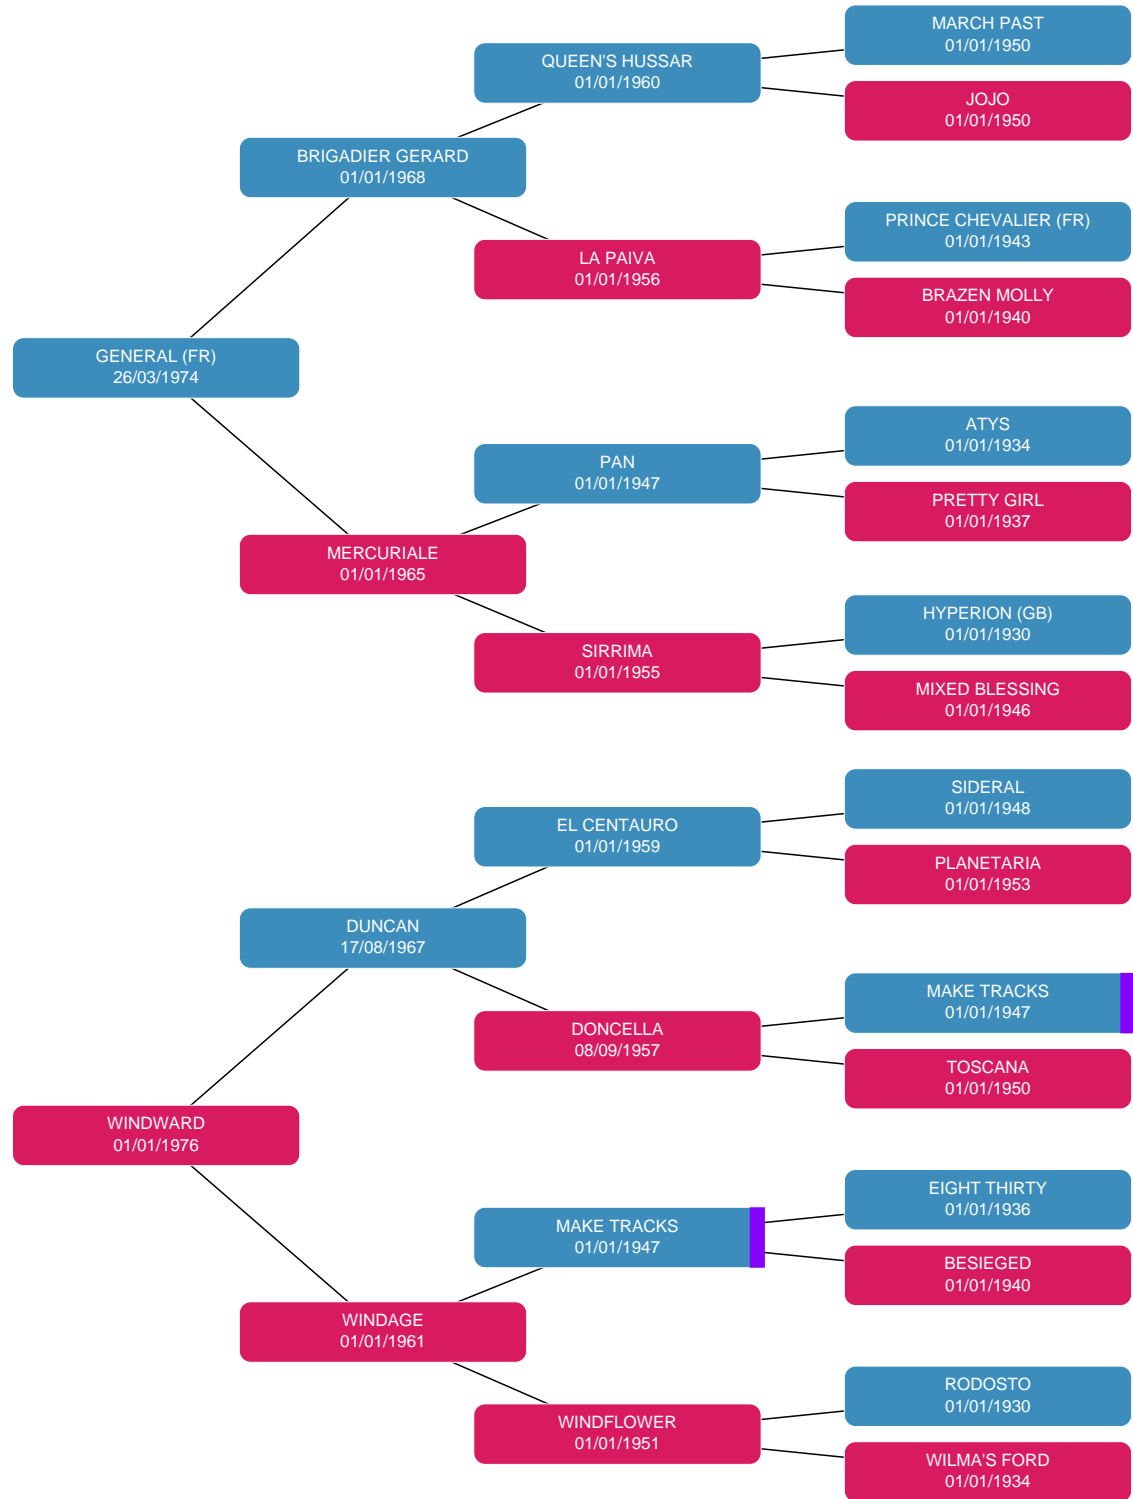 MARCH PAST
01/01/1950
QUEEN'S HUSSAR
01/01/1960
JOJO
01/01/1950
BRIGADIER GERARD
01/01/1968
PRINCE CHEVALIER (FR)
01/01/1943
LA PAIVA
01/01/1956
BRAZEN MOLLY
01/01/1940
GENERAL (FR)
26/03/1974
ATYS
01/01/1934
PAN
01/01/1947
PRETTY GIRL
01/01/1937
MERCURIALE
01/01/1965
HYPERION (GB)
01/01/1930
SIRRIMA
01/01/1955
MIXED BLESSING
01/01/1946
SIDERAL
01/01/1948
EL CENTAURO
01/01/1959
PLANETARIA
01/01/1953
DUNCAN
17/08/1967
MAKE TRACKS
01/01/1947
DONCELLA
08/09/1957
TOSCANA
01/01/1950
WINDWARD
01/01/1976
EIGHT THIRTY
01/01/1936
MAKE TRACKS
01/01/1947
BESIEGED
01/01/1940
WINDAGE
01/01/1961
RODOSTO
01/01/1930
WINDFLOWER
01/01/1951
WILMA'S FORD
01/01/1934